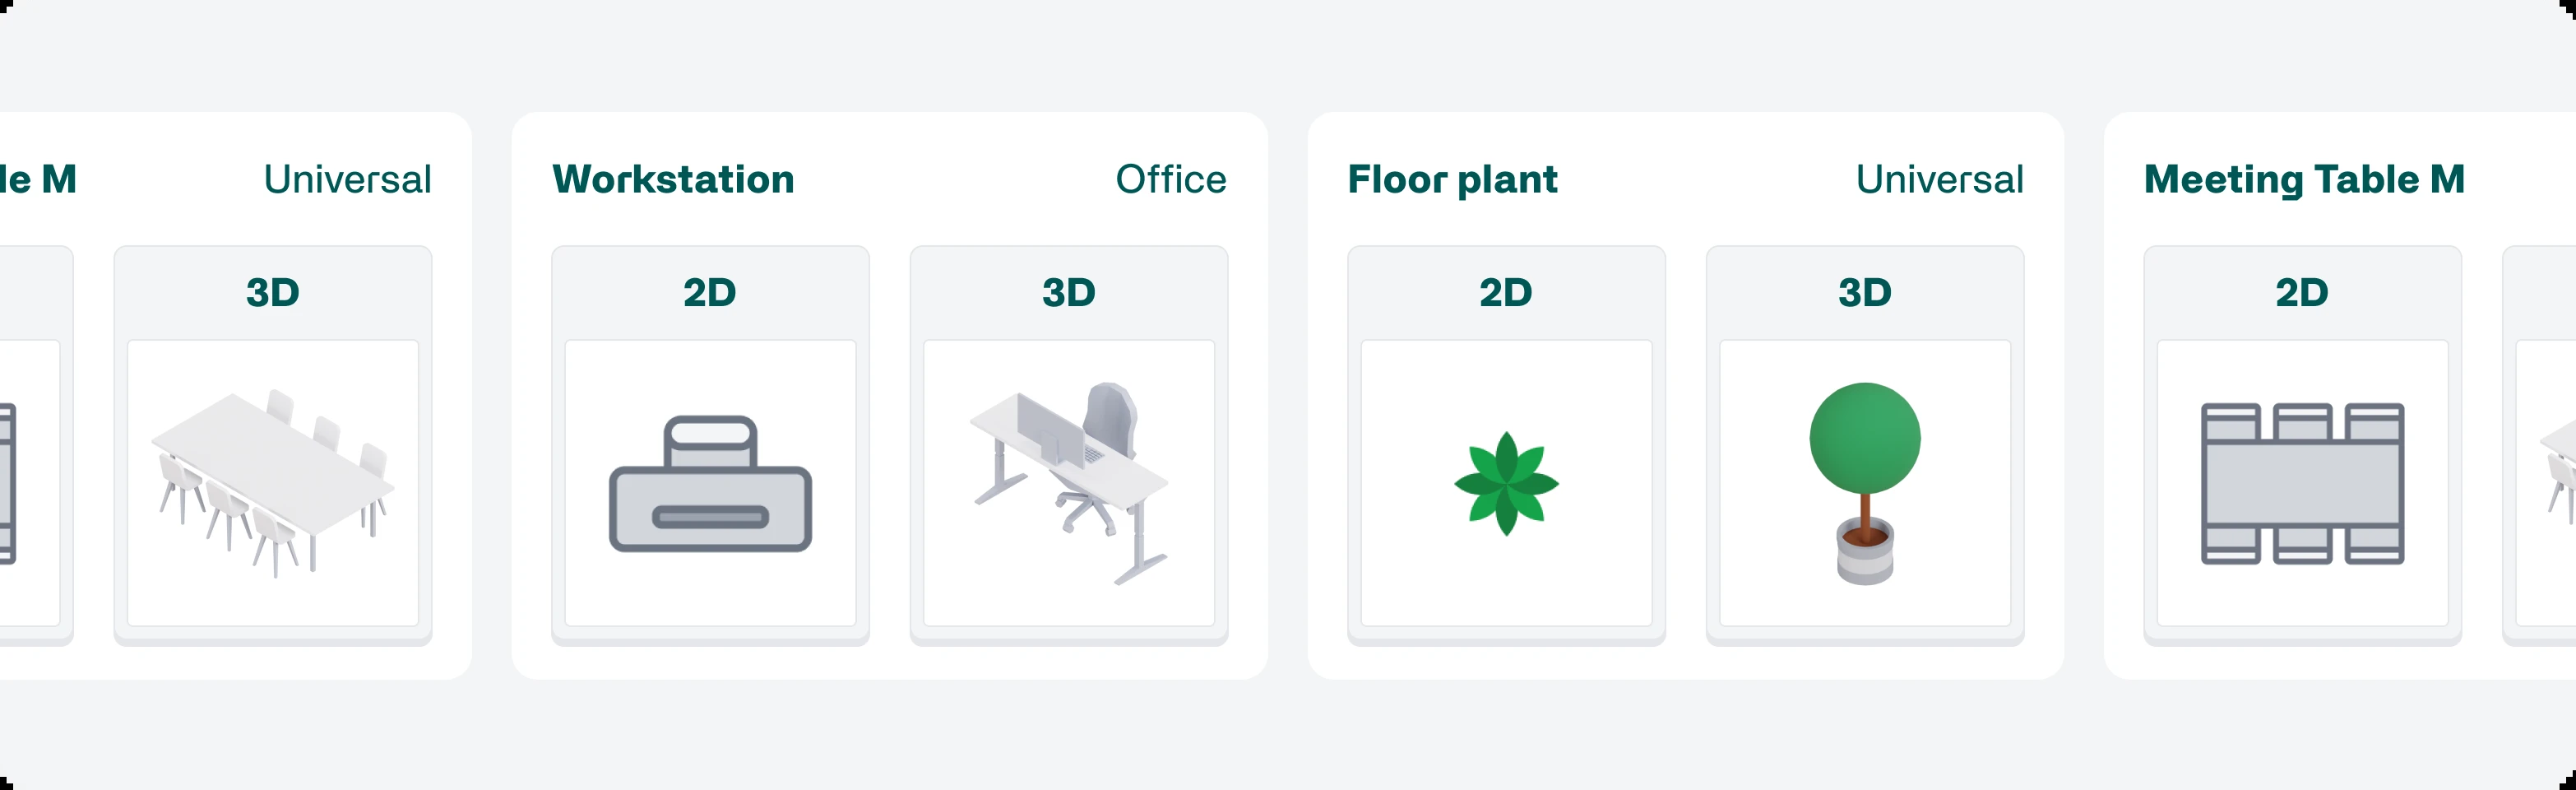 le M
Universal
3D
Workstation
Office
2D
3D
Floor plant
Universal
2D
3D
Meeting Table M
2D